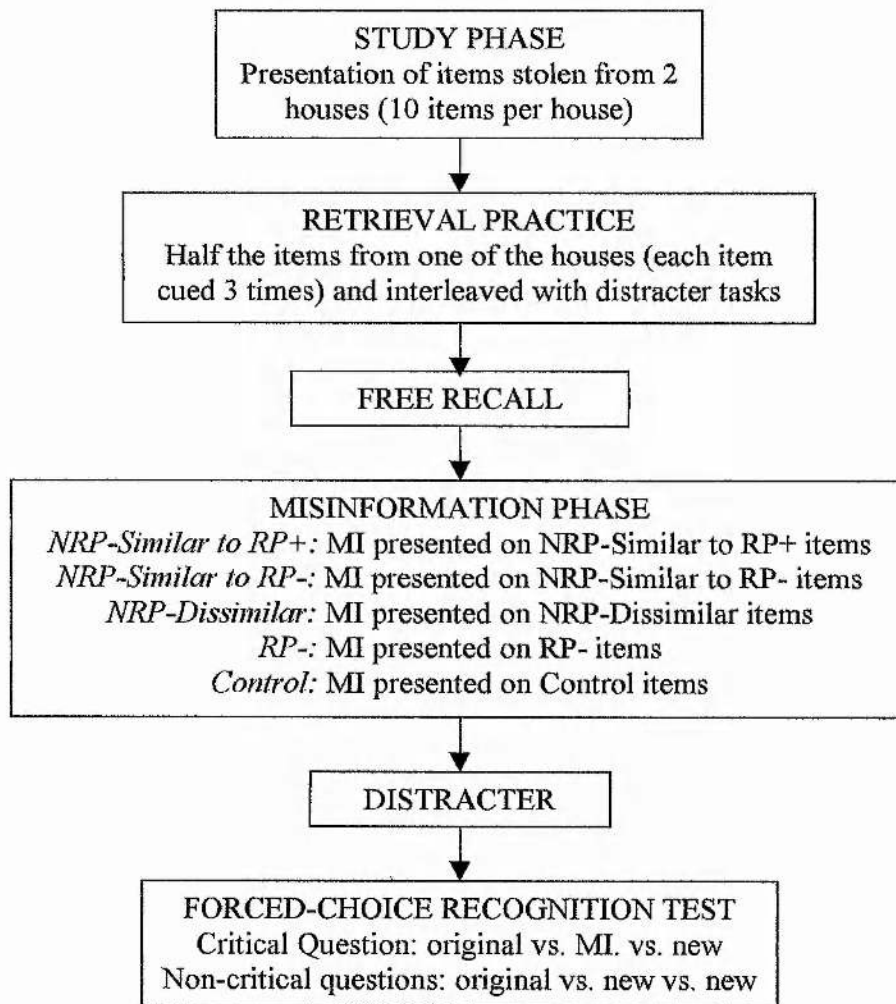 STUDY PHASE
Presentation of items stolen from 2
houses (10 items per house)
RETRIEVAL PRACTICE
Half the items from one of the houses (each item
cued 3 times) and interleaved with distracter tasks
FREE RECALL
MISINFORMATION PHASE
NRP-Similar to RP+: MI presented on NRP-Similar to RP+ items
NRP-Similar to RP-: MI presented on NRP-Similar to RP- items
NRP-Dissimilar: MI presented on NRP-Dissimilar items
RP-: MI presented on RP- items
Control: MI presented on Control items
DISTRACTER
FORCED-CHOICE RECOGNITION TEST
Critical Question: original vs. MI. vs. new
Non-critical questions: original vs. new vs. new